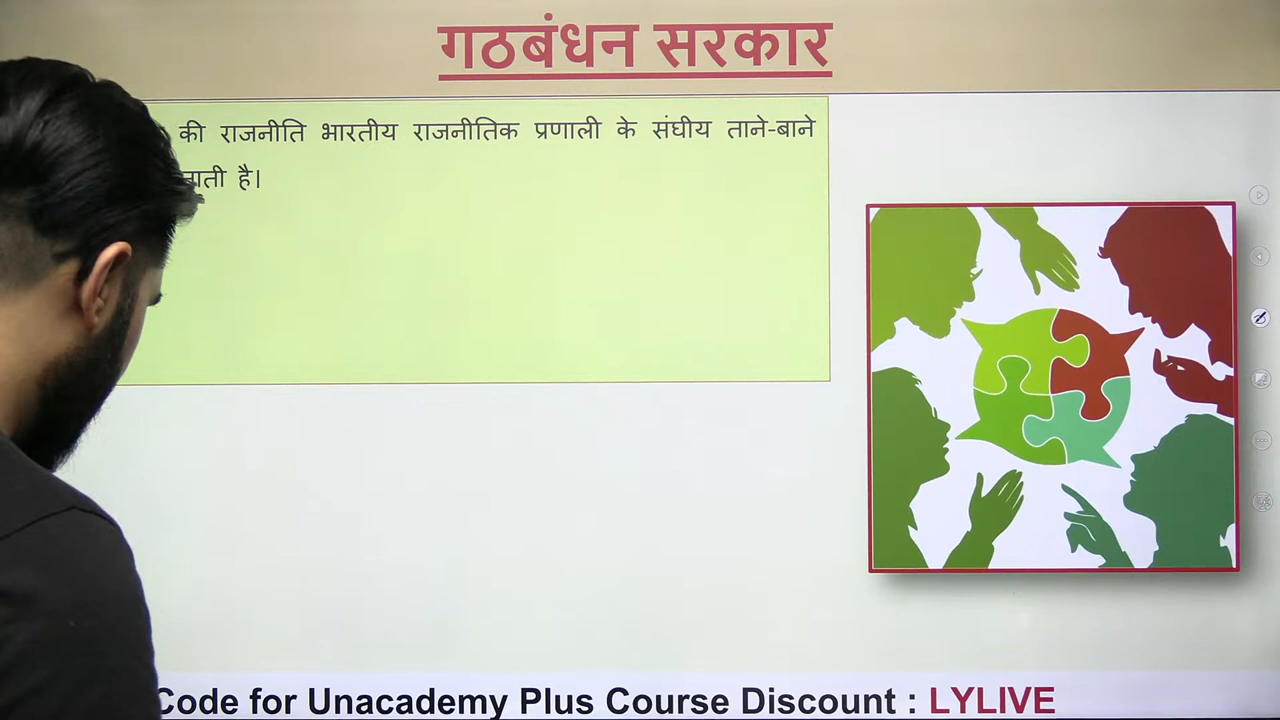 गठबंधन सरकार
की राजनीति भारतीय राजनीतिक प्रणाली के संघीय ताने-बाने
है।
Code for Unacademy Plus Course Discount : LYLIVE